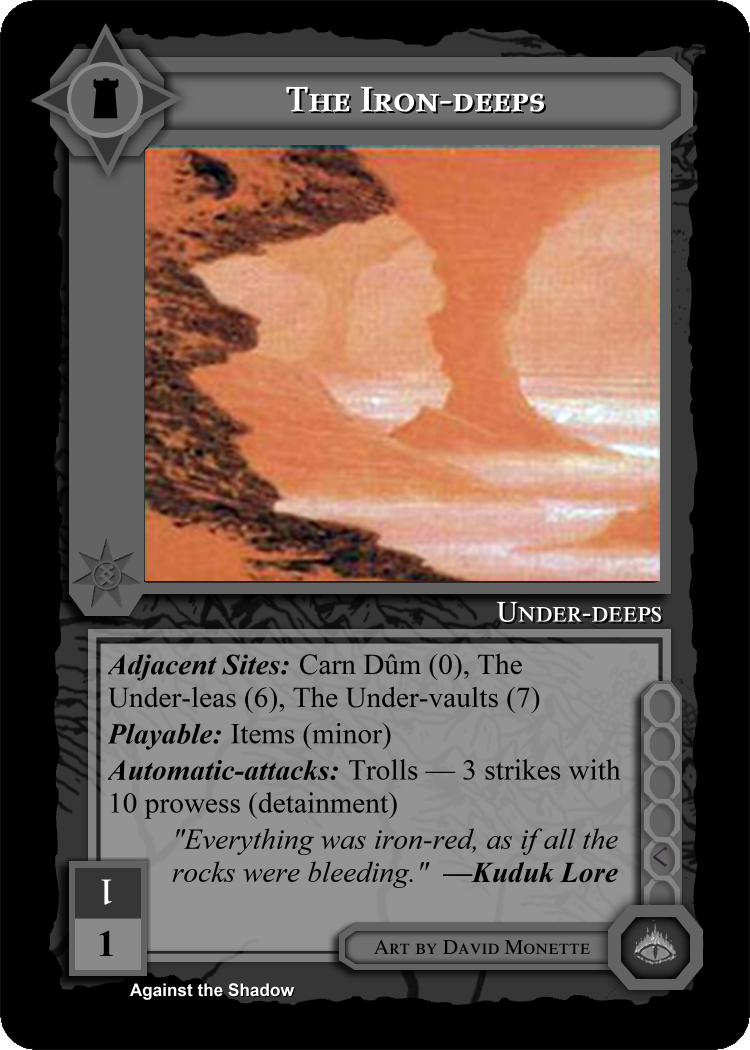 The Iron-deeps
Under-deeps
Adjacent Sites: Carn Dûm (0), The
Under-leas (6), The Under-vaults (7)
Playable: Items (minor)
Automatic-attacks: Trolls — 3 strikes with
10 prowess (detainment)
"Everything was iron-red, as if all the
rocks were bleeding." —Kuduk Lore
1
1
Art by David Monette
Against the Shadow